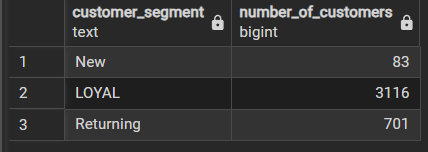 customer_segment number_of_customers
text bigint
1 New 83
2 LOYAL 3116
3 Returning 701